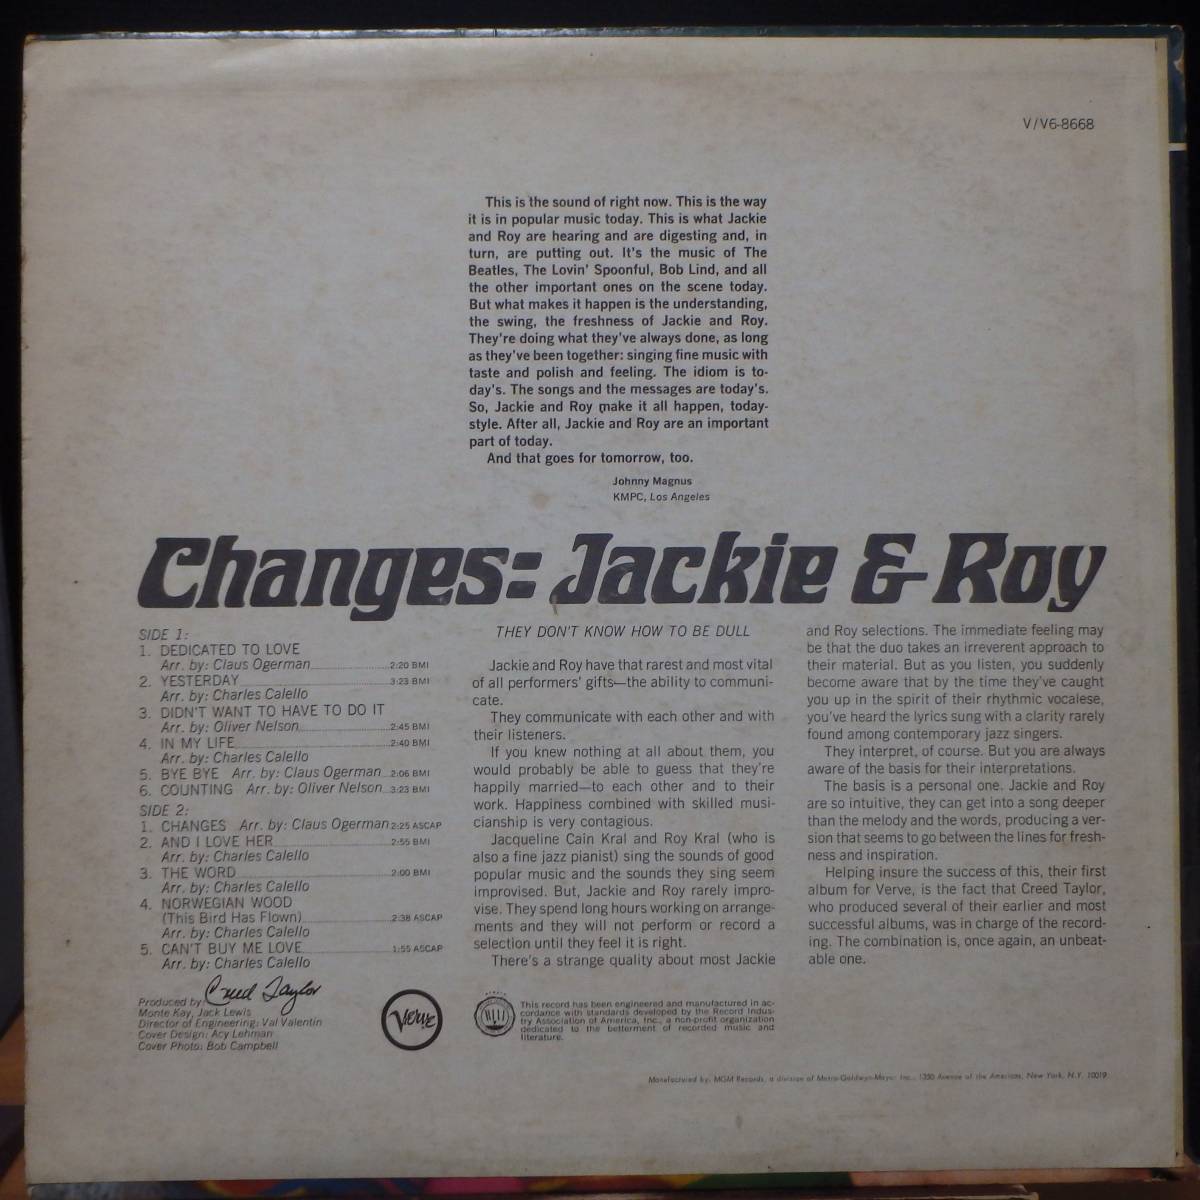 V/V6-8668
This is the sound of right now. This is the way
it is in popular music today. This is what Jackie
and Roy are hearing and are digesting and, in
turn, are putting out. It's the music of The
Beatles, The Lovin' Spoonful, Bob Lind, and all
the other important ones on the scene today.
But what makes it happen is the understanding,
the swing, the freshness of Jackie and Roy.
They're doing what they've always done, as long
as they've been together: singing fine music with
taste and polish and feeling. The idiom is to-
day's. The songs and the messages are today's.
So, Jackie and Roy make it all happen, today-
style. After all, Jackie and Roy are an important
part of today.
And that goes for tomorrow, too.
Johnny Magnus
KMPC, Los Angeles
Changes: Jackie & Roy
SIDE 1:
1. DEDICATED TO LOVE
Arr. by: Claus Ogerman 2:20 BMI
2. YESTERDAY 3:23 BMI
Arr. by: Charles Calello
3. DIDN'T WANT TO HAVE TO DO IT
Arr. by: Oliver Nelson 2:45 BMI
4. IN MY LIFE 2:40 BMI
Arr. by: Charles Calello
5. BYE BYE Arr. by: Claus Ogerman 2:06 BMI
6. COUNTING Arr. by: Oliver Nelson 3:23 BMI
SIDE 2:
1. CHANGES Arr. by: Claus Ogerman 2:25 ASCAP
2. AND I LOVE HER 2:55 BMI
Arr. by: Charles Calello
3. THE WORD 2:00 BMI
Arr. by: Charles Calello
4. NORWEGIAN WOOD
(This Bird Has Flown) 2:38 ASCAP
Arr. by: Charles Calello
5. CAN'T BUY ME LOVE 1:55 ASCAP
Arr. by: Charles Calello
Produced by: Creed Taylor
Monte Kay, Jack Lewis
Director of Engineering: Val Valentin
Cover Design: Acy Lehman
Cover Photo: Bob Campbell
THEY DON'T KNOW HOW TO BE DULL
Jackie and Roy have that rarest and most vital
of all performers' gifts—the ability to communi-
cate.
They communicate with each other and with
their listeners.
If you knew nothing at all about them, you
would probably be able to guess that they're
happily married—to each other and to their
work. Happiness combined with skilled musi-
cianship is very contagious.
Jacqueline Cain Kral and Roy Kral (who is
also a fine jazz pianist) sing the sounds of good
popular music and the sounds they sing seem
improvised. But, Jackie and Roy rarely impro-
vise. They spend long hours working on arrange-
ments and they will not perform or record a
selection until they feel it is right.
There's a strange quality about most Jackie
and Roy selections. The immediate feeling may
be that the duo takes an irreverent approach to
their material. But as you listen, you suddenly
become aware that by the time they've caught
you up in the spirit of their rhythmic vocalese,
you've heard the lyrics sung with a clarity rarely
found among contemporary jazz singers.
They interpret, of course. But you are always
aware of the basis for their interpretations.
The basis is a personal one. Jackie and Roy
are so intuitive, they can get into a song deeper
than the melody and the words, producing a ver-
sion that seems to go between the lines for fresh-
ness and inspiration.
Helping insure the success of this, their first
album for Verve, is the fact that Creed Taylor,
who produced several of their earlier and most
successful albums, was in charge of the record-
ing. The combination is, once again, an unbeat-
able one.
Verve
This record has been engineered and manufactured in ac-
cordance with standards developed by the Record Indus-
try Association of America, Inc., a non-profit organization
dedicated to the betterment of recorded music and
literature.
Manufactured by: MGM Records, a division of Metro-Goldwyn-Mayer Inc., 1350 Avenue of the Americas, New York, N.Y. 10019